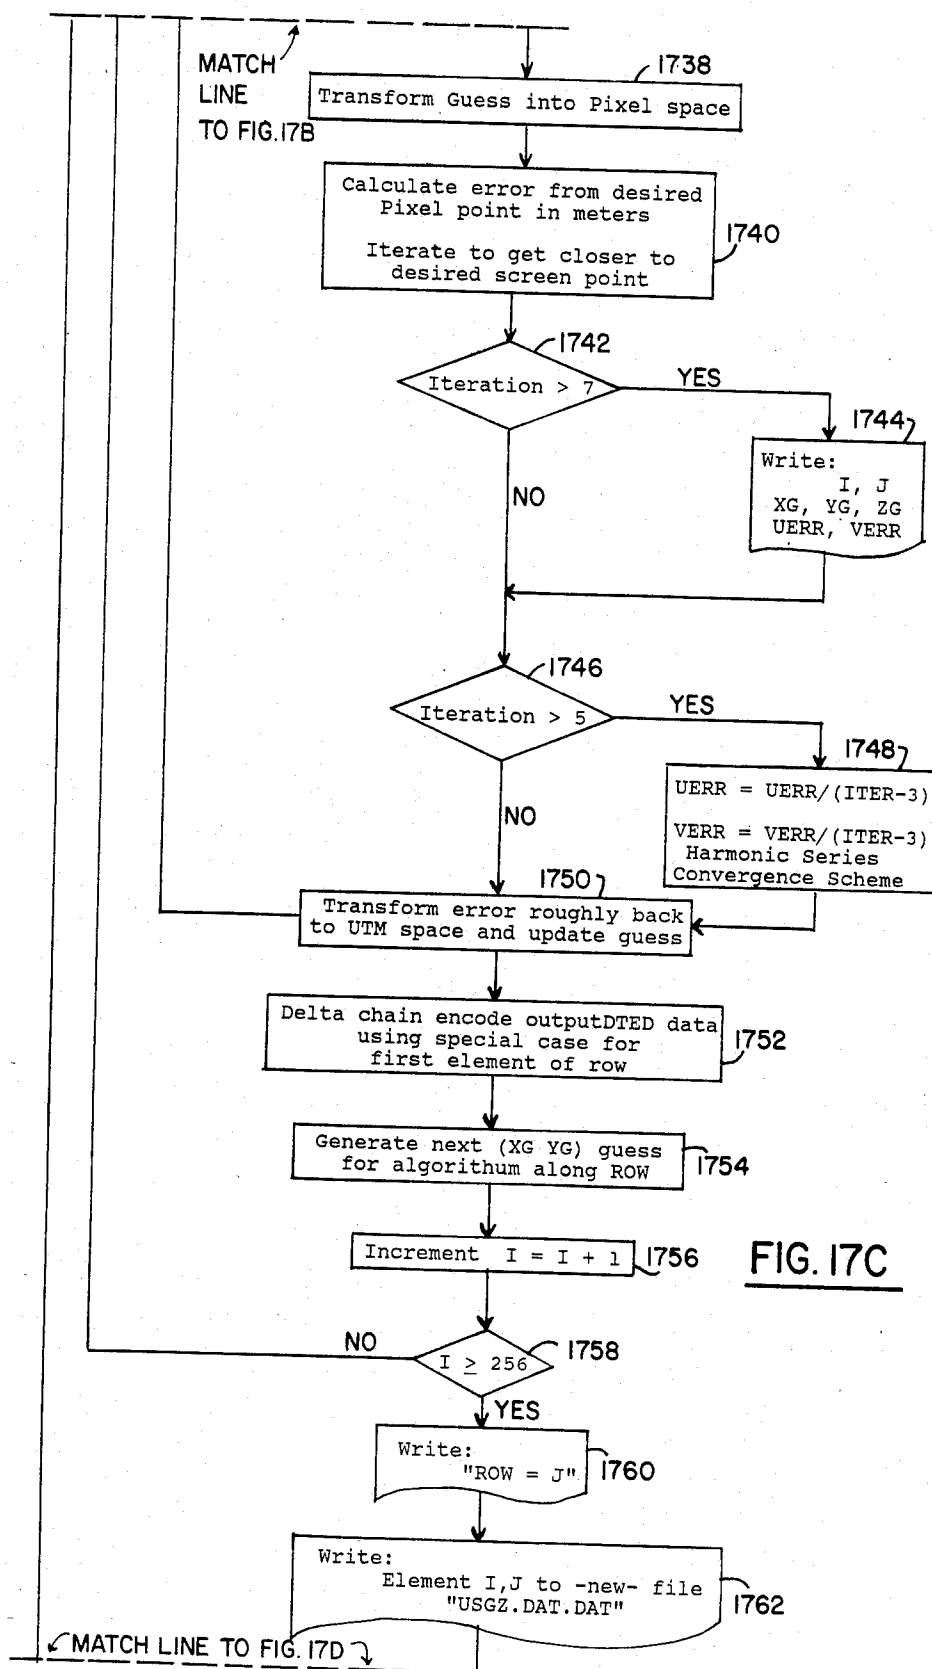 MATCH
LINE
TO FIG.17B
1738
Transform Guess into Pixel space
Calculate error from desired
Pixel point in meters
Iterate to get closer to
desired screen point
1740
1742
Iteration > 7
YES
NO
1744
Write:
I, J
XG, YG, ZG
UERR, VERR
1746
Iteration > 5
YES
NO
1748
UERR = UERR/(ITER-3)
VERR = VERR/(ITER-3)
Harmonic Series
Convergence Scheme
1750
Transform error roughly back
to UTM space and update guess
Delta chain encode outputDTED data
using special case for
first element of row
1752
Generate next (XG YG) guess
for algorithum along ROW
1754
Increment I = I + 1
1756
FIG. 17C
NO
I ≥ 256
1758
YES
Write:
"ROW = J"
1760
Write:
Element I,J to -new- file
"USGZ.DAT.DAT"
1762
MATCH LINE TO FIG. 17D